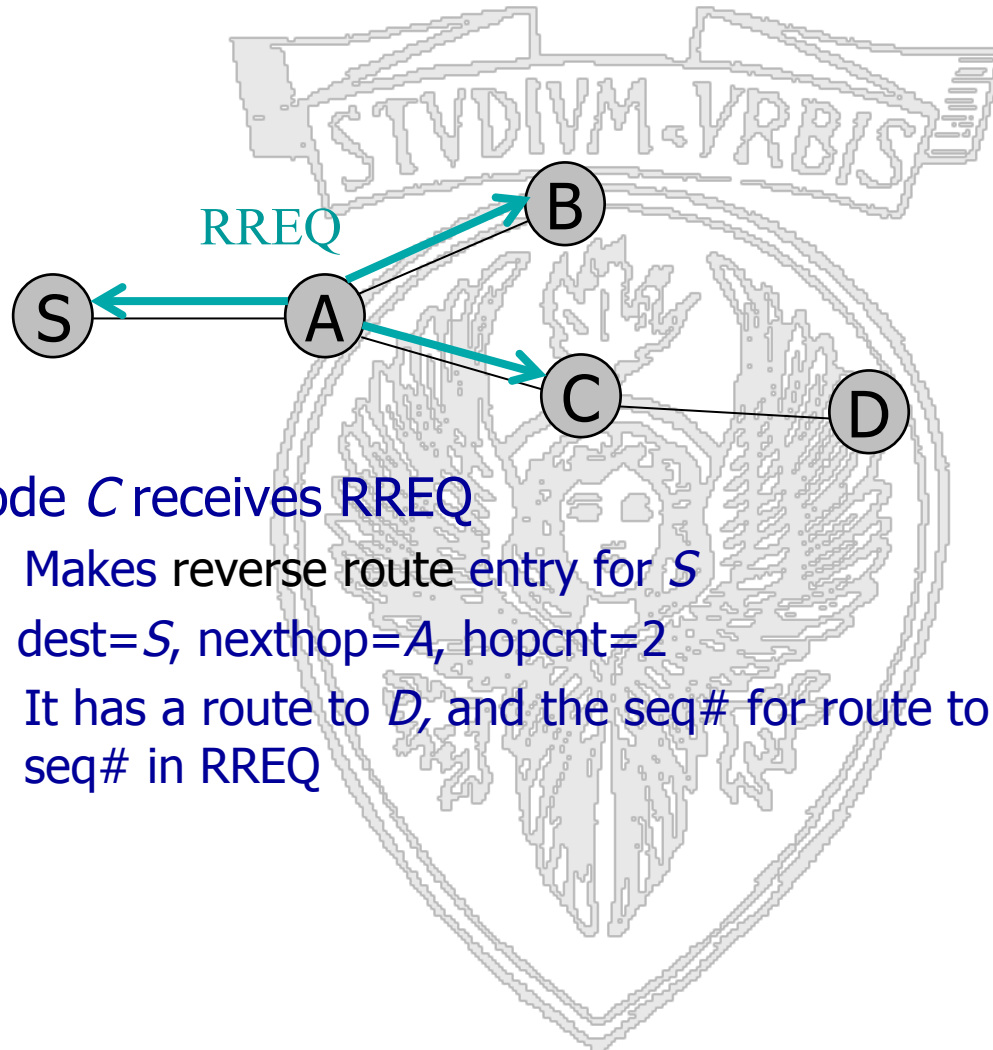 STVDIVM VRBIS
RREQ
B
S
A
C
D
ode C receives RREQ
Makes reverse route entry for S
dest=S, nexthop=A, hopcnt=2
It has a route to D, and the seq# for route to
seq# in RREQ